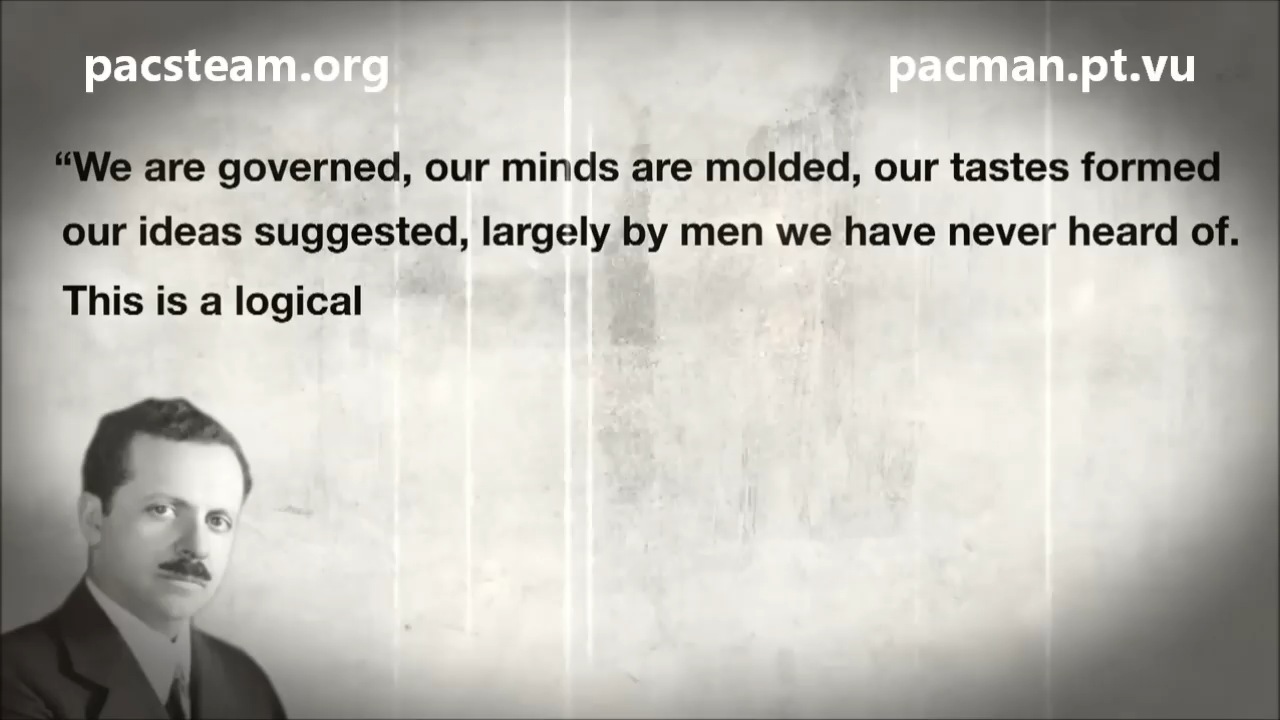 pacsteam.org pacman.pt.vu
“We are governed, our minds are molded, our tastes formed
our ideas suggested, largely by men we have never heard of.
This is a logical